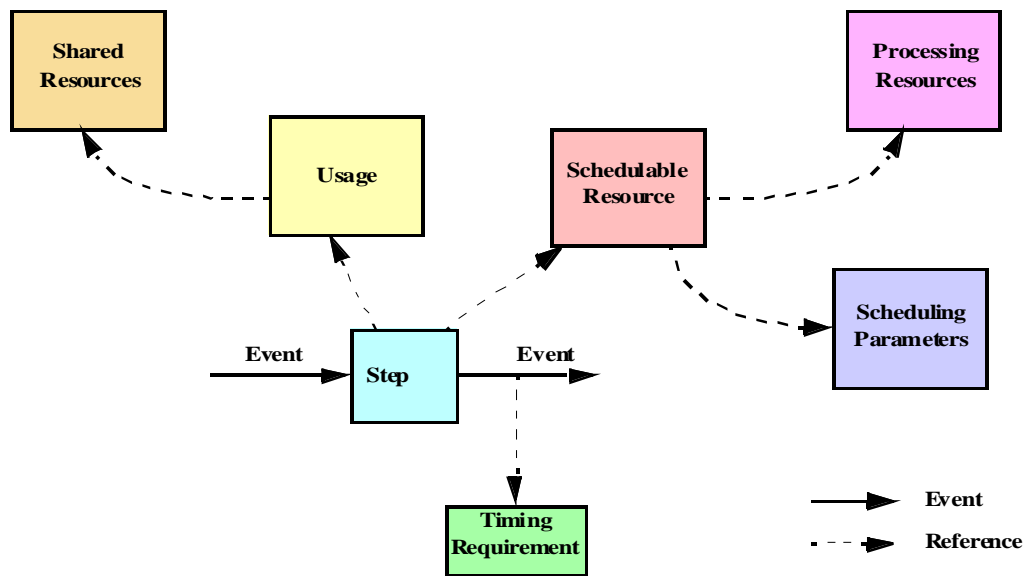 Shared
Resources
Processing
Resources
Usage
Schedulable
Resource
Scheduling
Parameters
Event
Step
Event
Timing
Requirement
Event
Reference